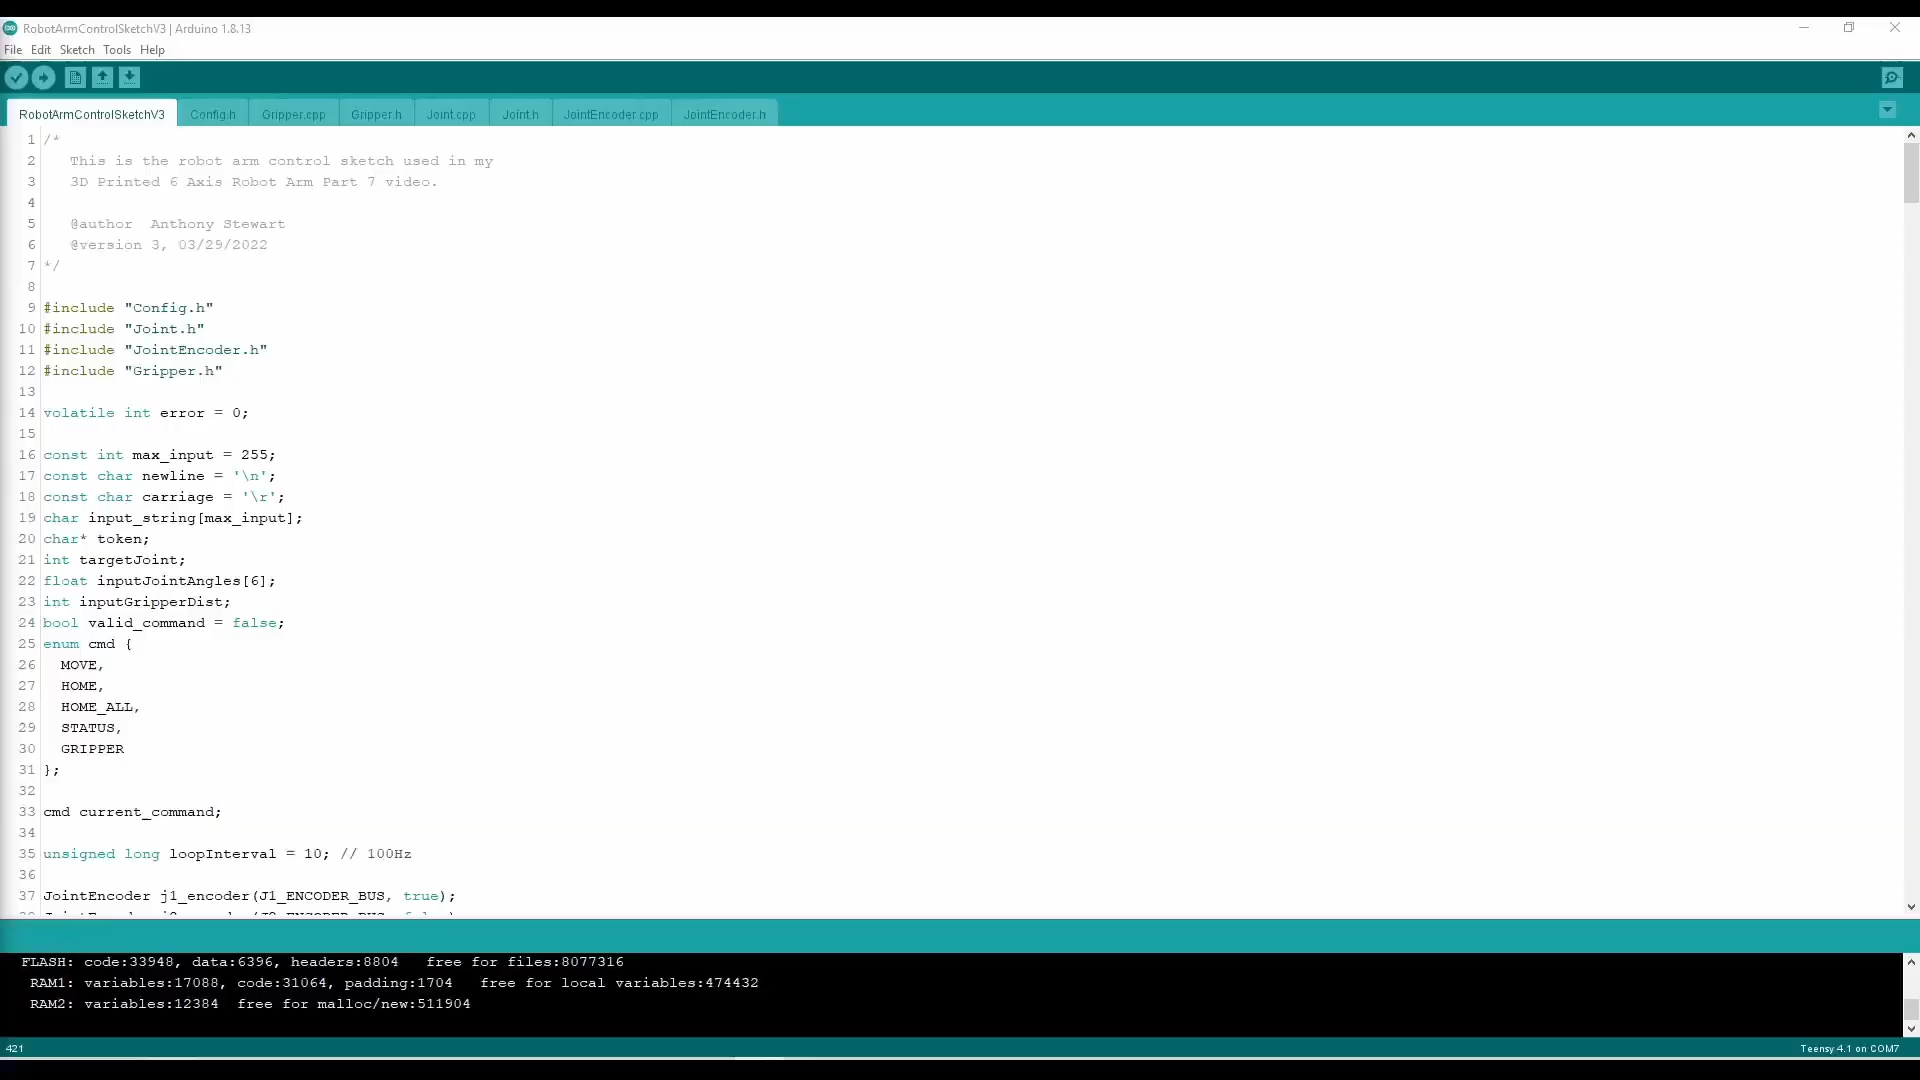 RobotArmControlSketchV3 | Arduino 1.8.13
File Edit Sketch Tools Help
RobotArmControlSketchV3 Config.h Gripper.cpp Gripper.h Joint.cpp Joint.h JointEncoder.cpp JointEncoder.h
1 /*
2 This is the robot arm control sketch used in my
3 3D Printed 6 Axis Robot Arm Part 7 video.
4
5 @author Anthony Stewart
6 @version 3, 03/29/2022
7 */
8
9 #include "Config.h"
10 #include "Joint.h"
11 #include "JointEncoder.h"
12 #include "Gripper.h"
13
14 volatile int error = 0;
15
16 const int max_input = 255;
17 const char newline = '\n';
18 const char carriage = '\r';
19 char input_string[max_input];
20 char* token;
21 int targetJoint;
22 float inputJointAngles[6];
23 int inputGripperDist;
24 bool valid_command = false;
25 enum cmd {
26 MOVE,
27 HOME,
28 HOME_ALL,
29 STATUS,
30 GRIPPER
31 };
32
33 cmd current_command;
34
35 unsigned long loopInterval = 10; // 100Hz
36
37 JointEncoder j1_encoder(J1_ENCODER_BUS, true);
FLASH: code:33948, data:6396, headers:8804 free for files:8077316
RAM1: variables:17088, code:31064, padding:1704 free for local variables:474432
RAM2: variables:12384 free for malloc/new:511904
421
Teensy 4.1 on COM7